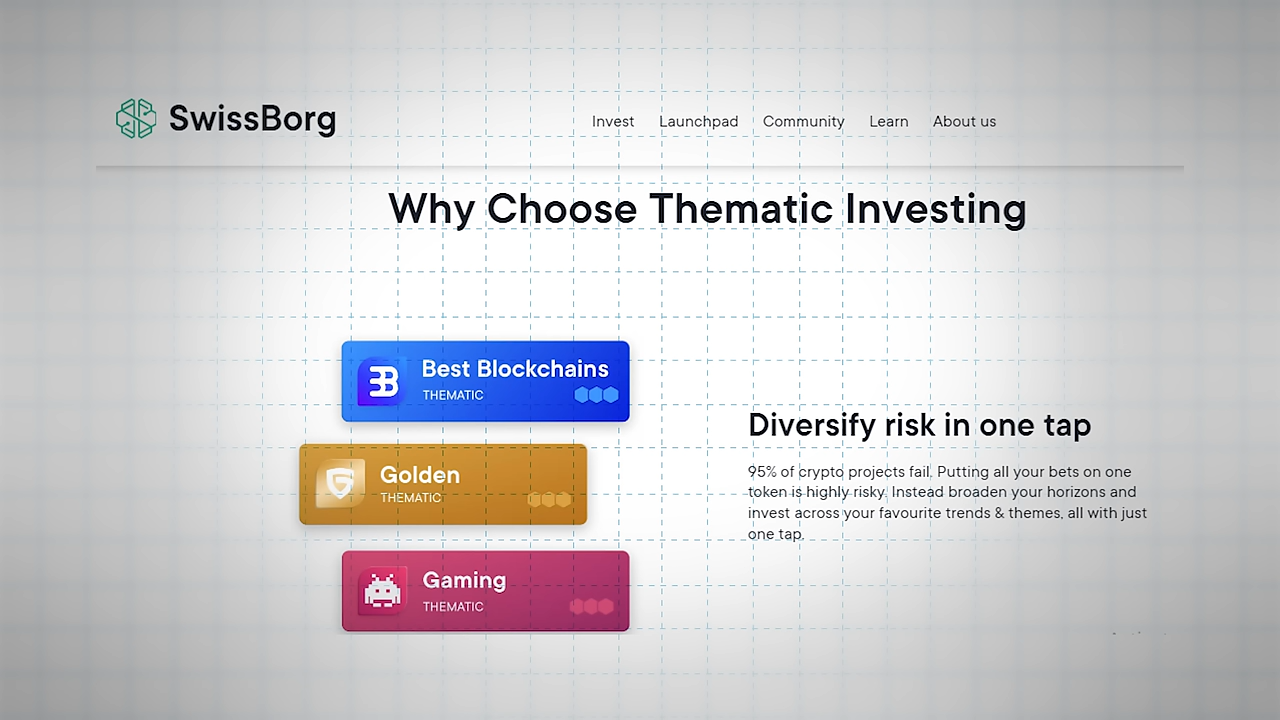 SwissBorg
Invest Launchpad Community Learn About us
Why Choose Thematic Investing
Best Blockchains
THEMATIC
Golden
THEMATIC
Gaming
THEMATIC
Diversify risk in one tap
95% of crypto projects fail. Putting all your bets on one
token is highly risky. Instead broaden your horizons and
invest across your favourite trends & themes, all with just
one tap.